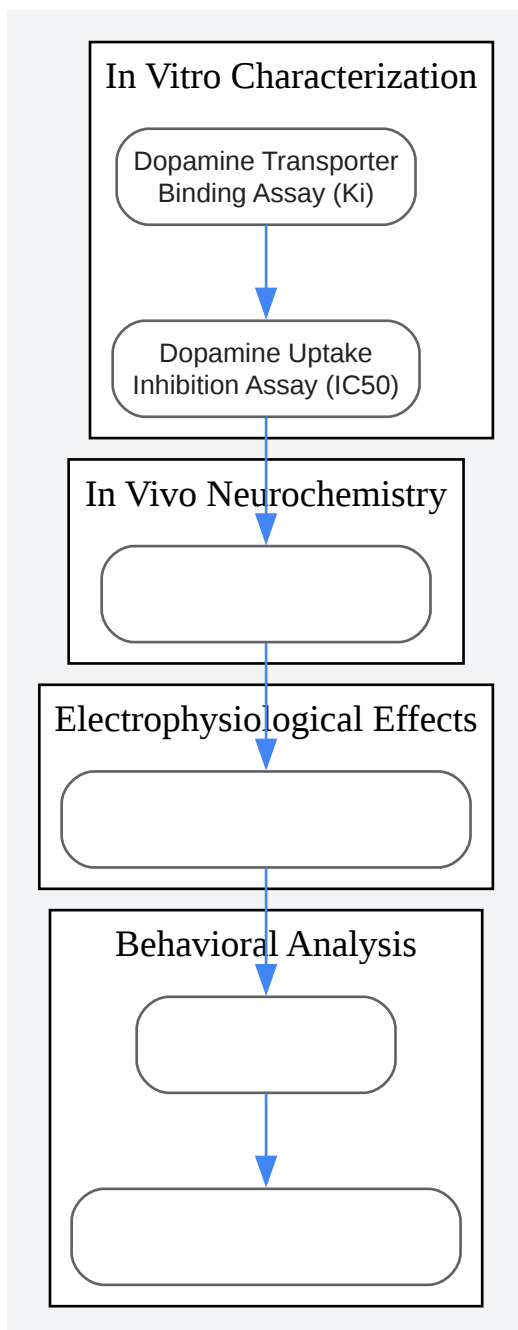 In Vitro Characterization
Dopamine Transporter
Binding Assay (Ki)
Dopamine Uptake
Inhibition Assay (IC50)
In Vivo Neurochemistry
Electrophysiological Effects
Behavioral Analysis